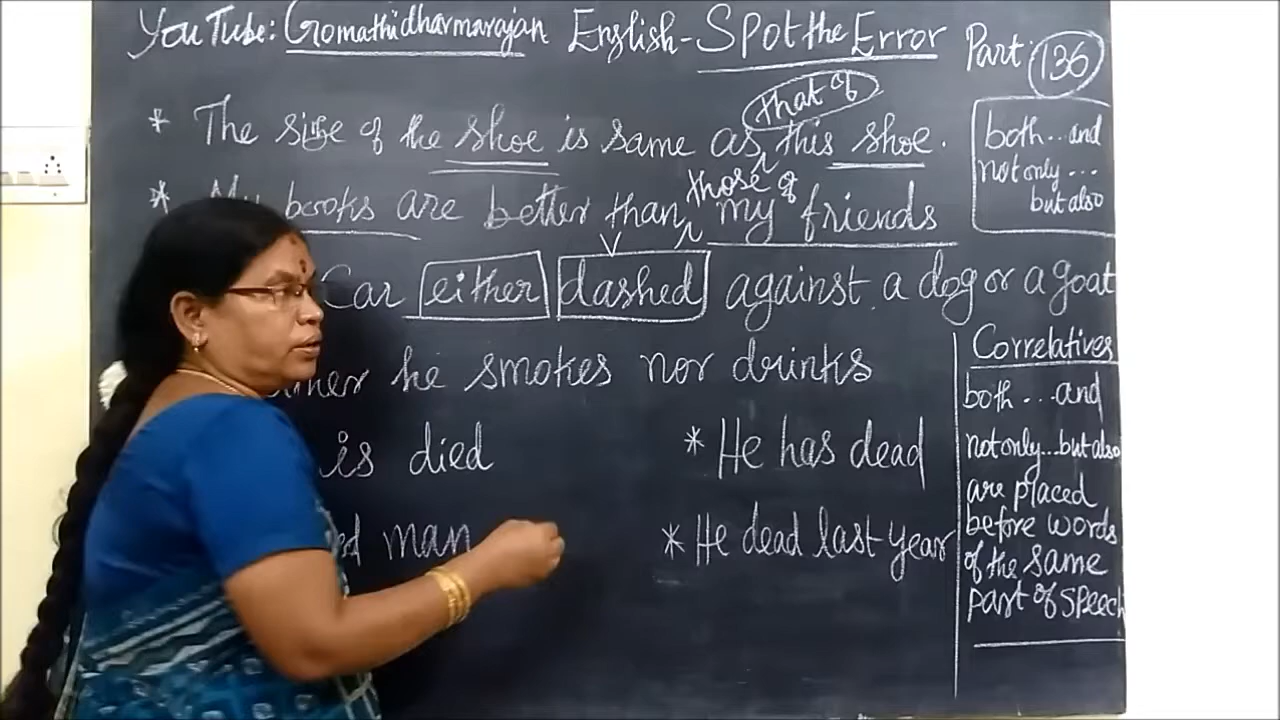 YouTube: Gomathidharmarajan English - Spot the Error Part 136
that of
* The size of the shoe is same as this shoe.
those of
* My books are better than my friends
Car either dashed against a dog or a goat
he smokes nor drinks
is died
* He has dead
man
* He dead last year
both .. and
not only ...
but also
Correlatives
both ... and
not only ... but also
are placed
before words
of the same
part of speech